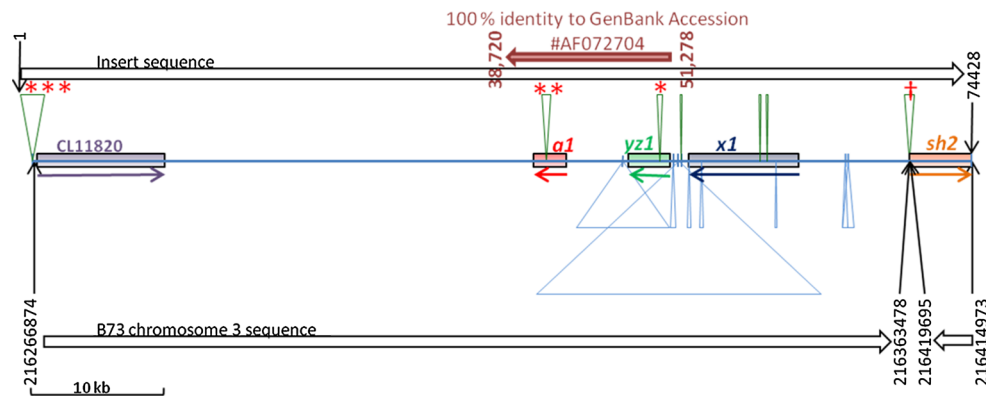 100% identity to GenBank Accession
#AF072704
1
38,720
51,278
74428
Insert sequence
***
**
*
†
CL11820
a1
yz1
x1
sh2
216266874
B73 chromosome 3 sequence
216363478
216419695
216414973
10 kb